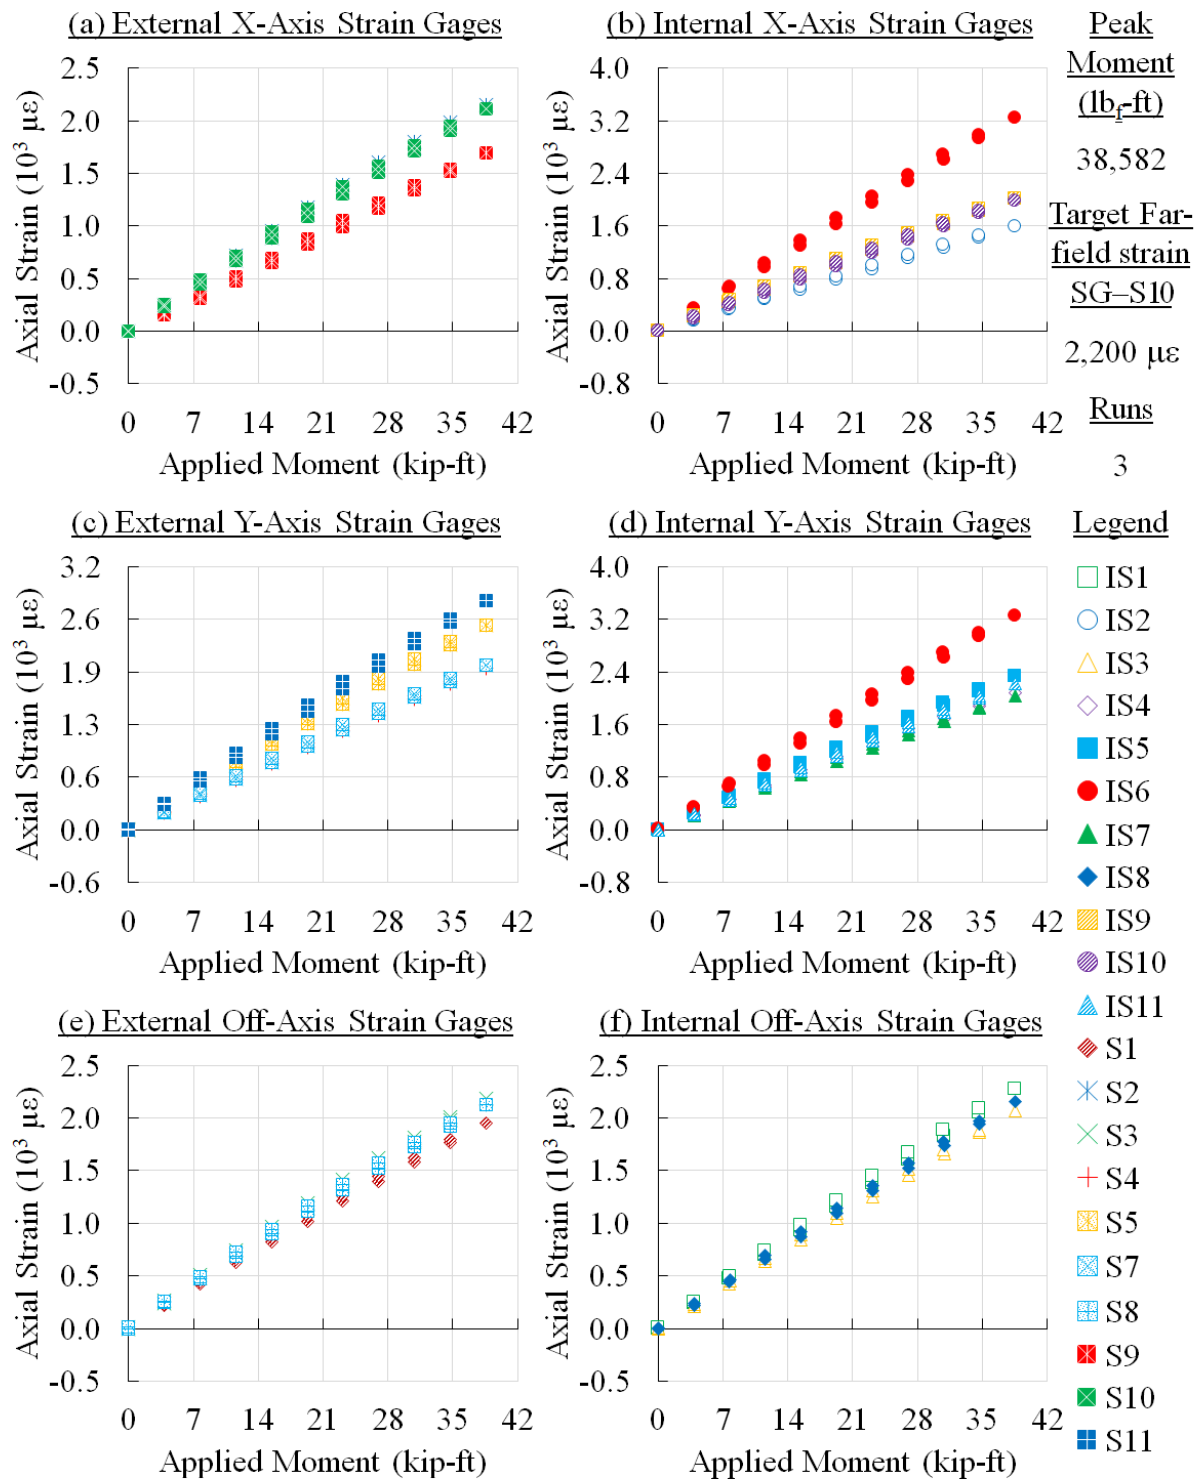 (a) External X-Axis Strain Gages
(b) Internal X-Axis Strain Gages
Peak
Moment
(lbf-ft)
38,582
Target Far-
field strain
SG–S10
2,200 µε
Runs
3
Axial Strain (10³ µε)
2.5
2.0
1.5
1.0
0.5
0.0
-0.5
0 7 14 21 28 35 42
Applied Moment (kip-ft)
Axial Strain (10³ µε)
4.0
3.2
2.4
1.6
0.8
0.0
-0.8
0 7 14 21 28 35 42
Applied Moment (kip-ft)
(c) External Y-Axis Strain Gages
(d) Internal Y-Axis Strain Gages
Axial Strain (10³ µε)
3.2
2.6
1.9
1.3
0.6
0.0
-0.6
0 7 14 21 28 35 42
Applied Moment (kip-ft)
Axial Strain (10³ µε)
4.0
3.2
2.4
1.6
0.8
0.0
-0.8
0 7 14 21 28 35 42
Applied Moment (kip-ft)
(e) External Off-Axis Strain Gages
(f) Internal Off-Axis Strain Gages
Axial Strain (10³ µε)
2.5
2.0
1.5
1.0
0.5
0.0
-0.5
0 7 14 21 28 35 42
Applied Moment (kip-ft)
Axial Strain (10³ µε)
2.5
2.0
1.5
1.0
0.5
0.0
-0.5
0 7 14 21 28 35 42
Applied Moment (kip-ft)
Legend
IS1
IS2
IS3
IS4
IS5
IS6
IS7
IS8
IS9
IS10
IS11
S1
S2
S3
S4
S5
S7
S8
S9
S10
S11